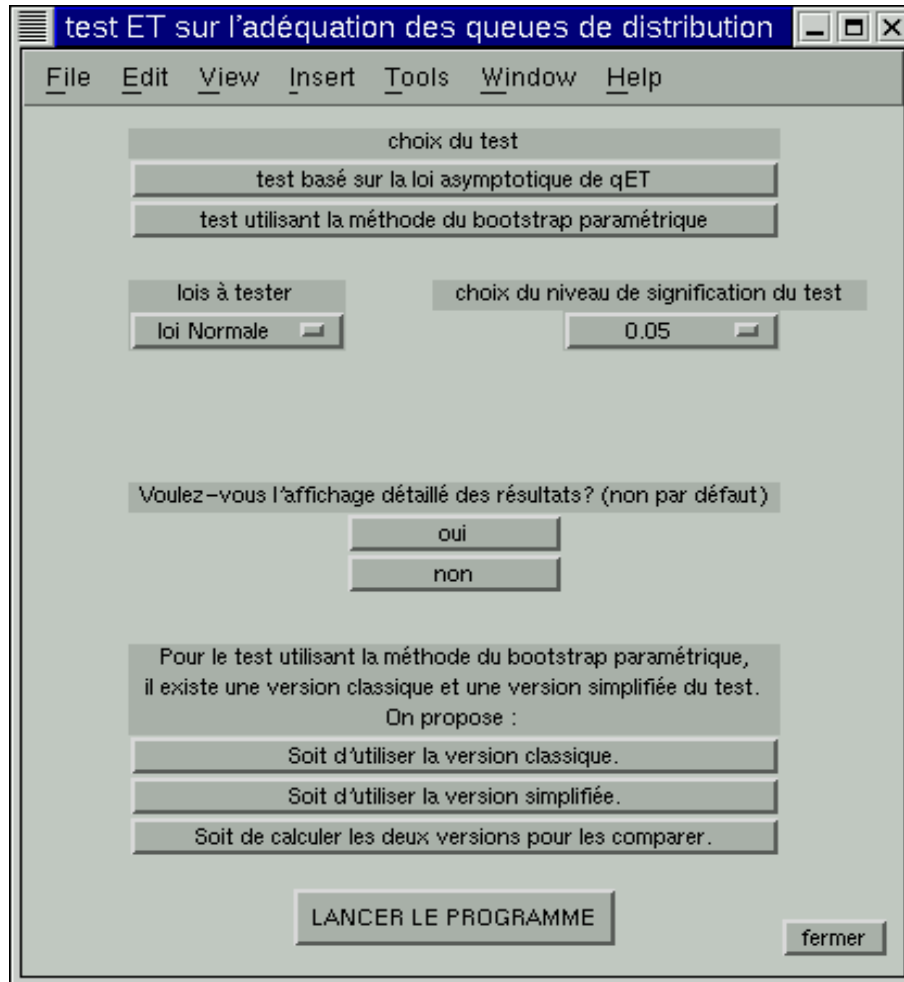 test ET sur l'adéquation des queues de distribution
File Edit View Insert Tools Window Help
choix du test
test basé sur la loi asymptotique de qET
test utilisant la méthode du bootstrap paramétrique
lois à tester
choix du niveau de signification du test
loi Normale
0.05
Voulez-vous l'affichage détaillé des résultats? (non par défaut)
oui
non
Pour le test utilisant la méthode du bootstrap paramétrique,
il existe une version classique et une version simplifiée du test.
On propose :
Soit d'utiliser la version classique.
Soit d'utiliser la version simplifiée.
Soit de calculer les deux versions pour les comparer.
LANCER LE PROGRAMME
fermer